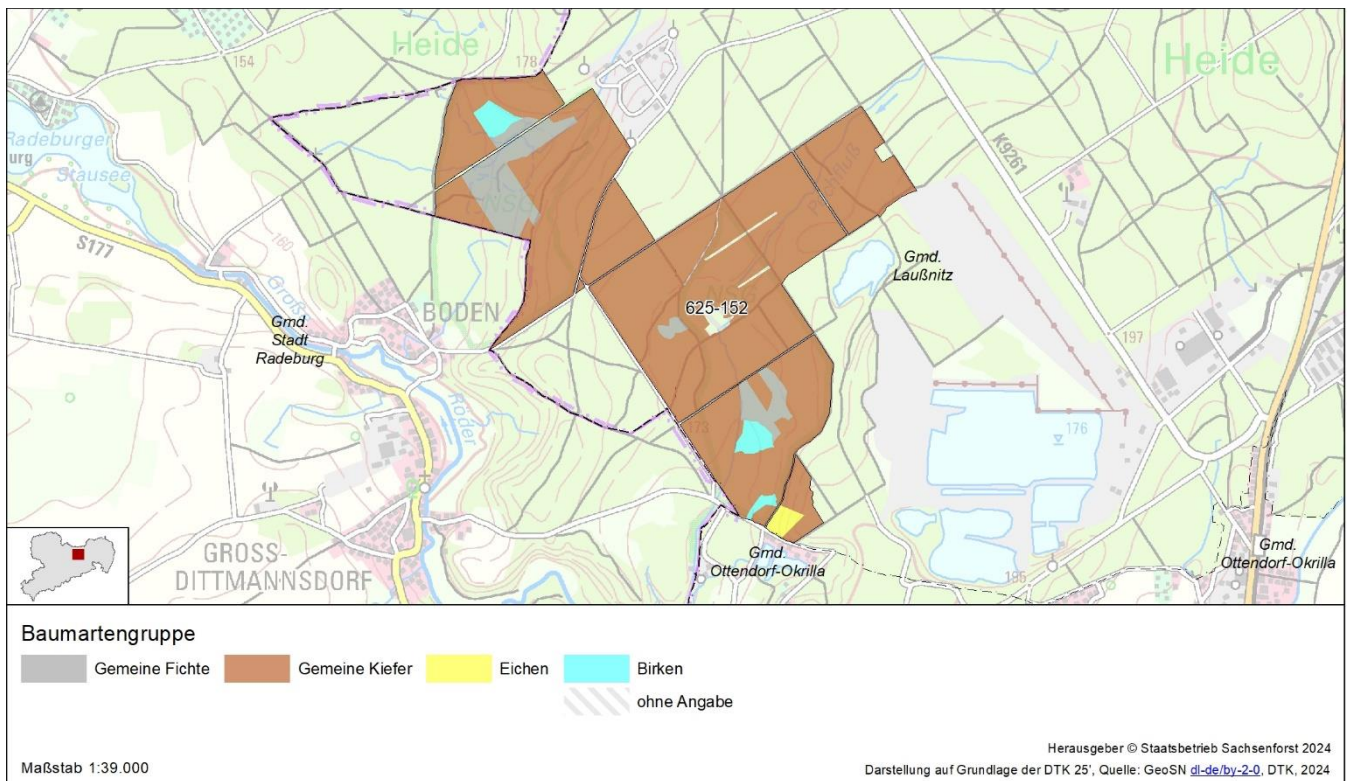 Heide
Heide
154
178
Radeburger
burg
Stausee
S177
160
Große
Röder
NSG
K9261
Gmd.
Laußnitz
BODEN
Gmd.
Stadt
Radeburg
625-152
197
173
176
GROSS-
DITTMANNSDORF
Gmd.
Ottendorf-Okrilla
Gmd.
Ottendorf-Okrilla
Baumartengruppe
Gemeine Fichte
Gemeine Kiefer
Eichen
Birken
ohne Angabe
Herausgeber © Staatsbetrieb Sachsenforst 2024
Maßstab 1:39.000
Darstellung auf Grundlage der DTK 25', Quelle: GeoSN dl-de/by-2-0, DTK, 2024